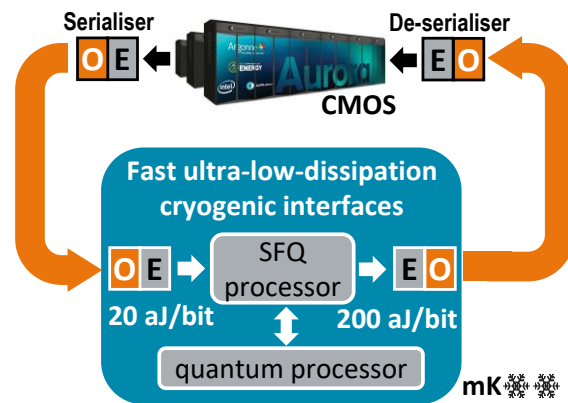 Serialiser
De-serialiser
O E
E O
Argonne
ENERGY
intel
Aurora
CMOS
Fast ultra-low-dissipation
cryogenic interfaces
O E
SFQ
processor
E O
20 aJ/bit
200 aJ/bit
quantum processor
mK